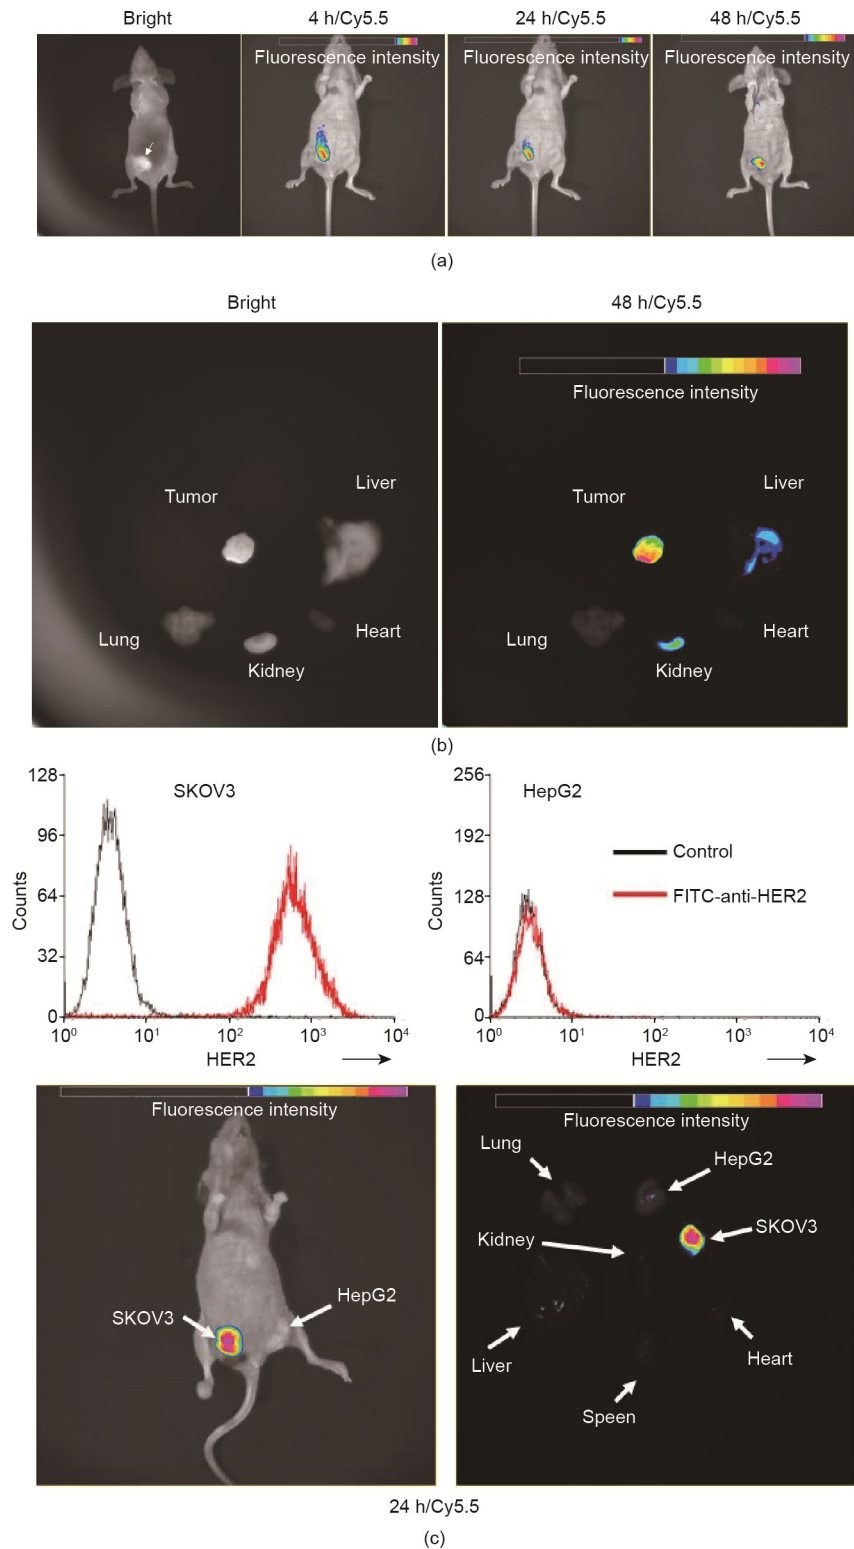 Bright
4 h/Cy5.5
24 h/Cy5.5
48 h/Cy5.5
Fluorescence intensity
Fluorescence intensity
Fluorescence intensity
(a)
Bright
48 h/Cy5.5
Fluorescence intensity
Tumor
Liver
Lung
Kidney
Heart
Tumor
Liver
Lung
Kidney
Heart
(b)
128
96
64
32
0
Counts
SKOV3
10⁰
10¹
10²
10³
10⁴
HER2
256
192
128
64
0
Counts
HepG2
Control
FITC-anti-HER2
10⁰
10¹
10²
10³
10⁴
HER2
Fluorescence intensity
SKOV3
HepG2
Fluorescence intensity
Lung
HepG2
Kidney
SKOV3
Liver
Heart
Speen
24 h/Cy5.5
(c)